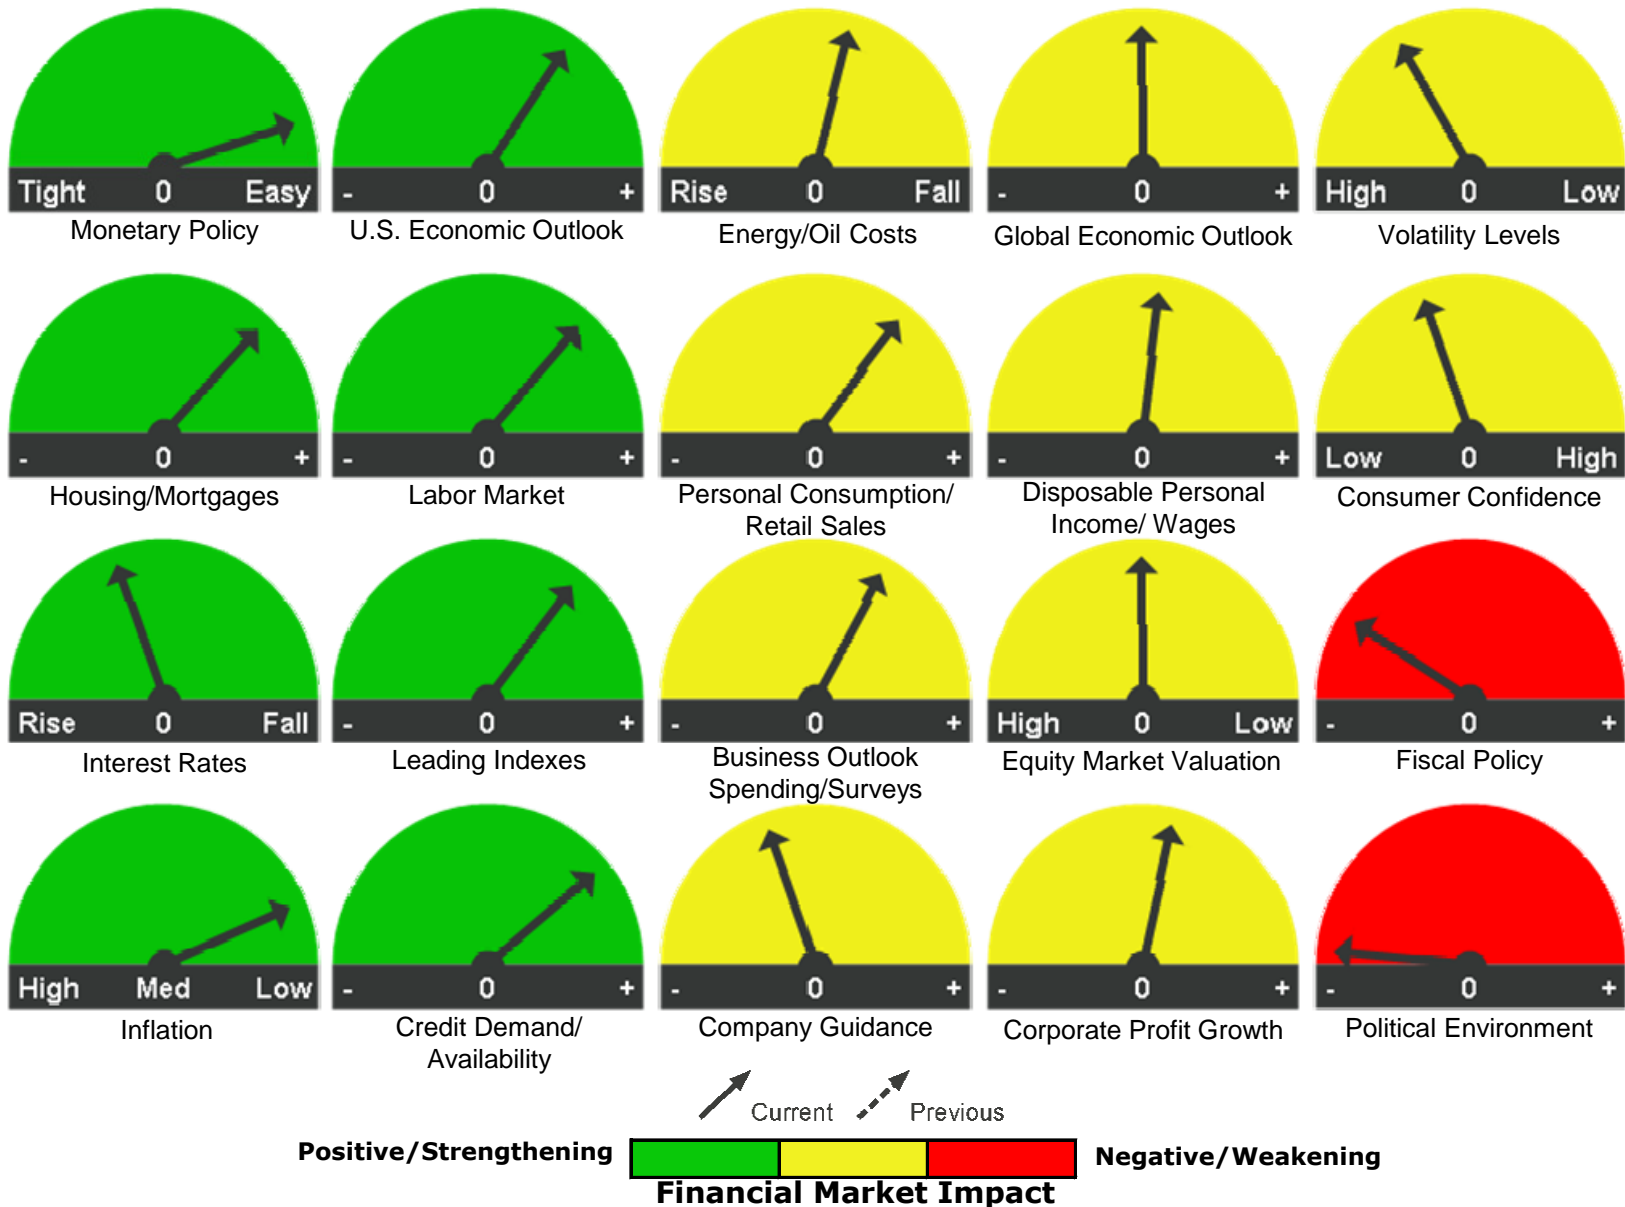 Tight 0 Easy
- 0 +
Rise 0 Fall
- 0 +
High 0 Low
Monetary Policy
U.S. Economic Outlook
Energy/Oil Costs
Global Economic Outlook
Volatility Levels
- 0 +
- 0 +
- 0 +
- 0 +
Low 0 High
Housing/Mortgages
Labor Market
Personal Consumption/
Retail Sales
Disposable Personal
Income/ Wages
Consumer Confidence
Rise 0 Fall
- 0 +
- 0 +
High 0 Low
- 0 +
Interest Rates
Leading Indexes
Business Outlook
Spending/Surveys
Equity Market Valuation
Fiscal Policy
High Med Low
- 0 +
- 0 +
- 0 +
- 0 +
Inflation
Credit Demand/
Availability
Company Guidance
Corporate Profit Growth
Political Environment
Current Previous
Positive/Strengthening Negative/Weakening
Financial Market Impact